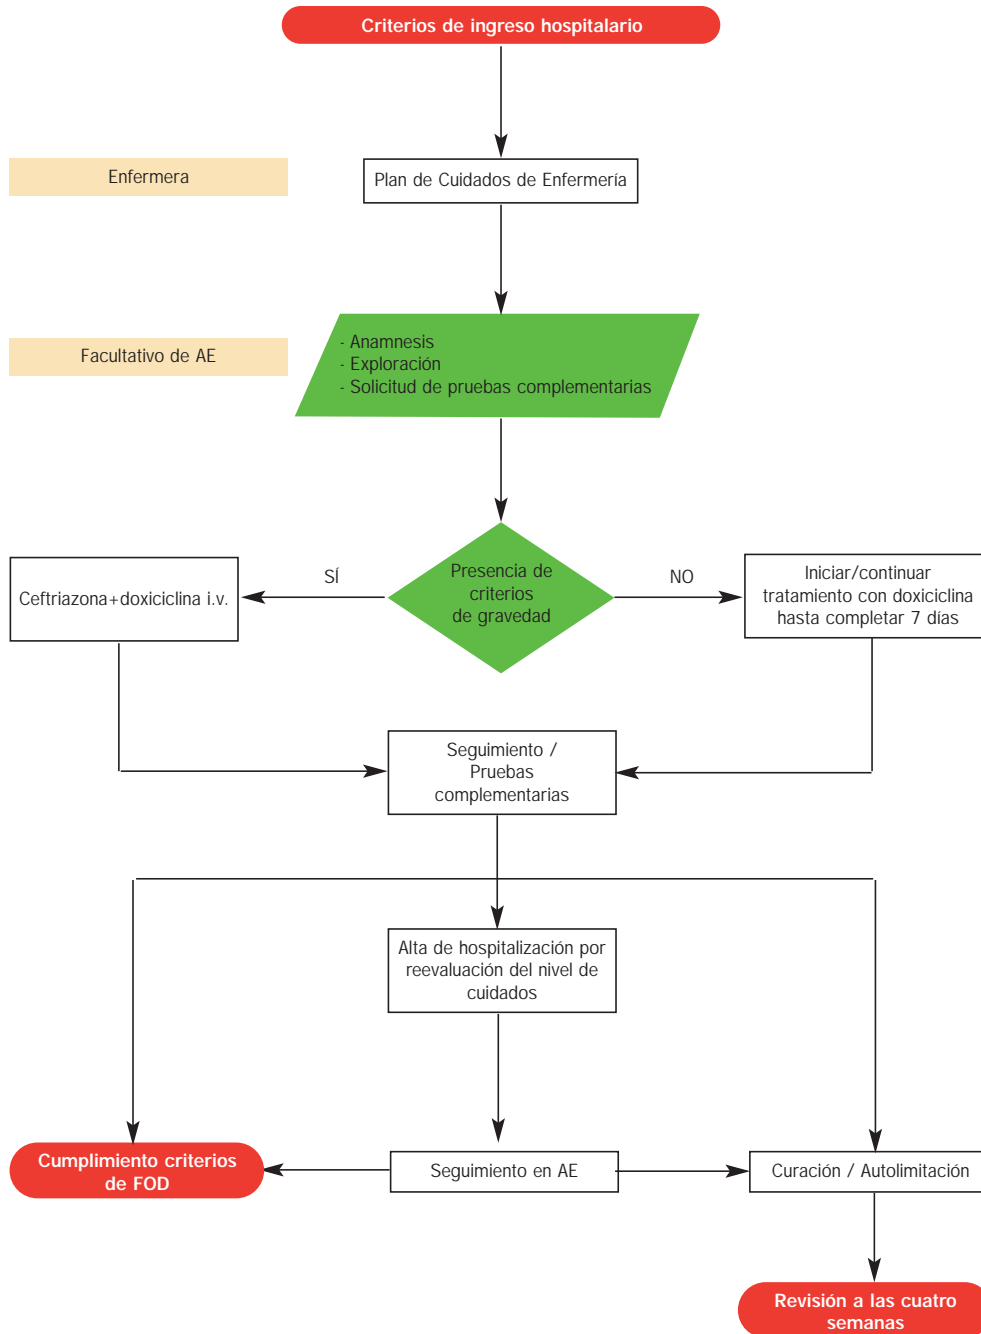 Criterios de ingreso hospitalario
Enfermera
Plan de Cuidados de Enfermería
Facultativo de AE
- Anamnesis
- Exploración
- Solicitud de pruebas complementarias
Ceftriazona+doxiciclina i.v.
SÍ
Presencia de
criterios
de gravedad
NO
Iniciar/continuar
tratamiento con doxiciclina
hasta completar 7 días
Seguimiento /
Pruebas
complementarias
Alta de hospitalización por
reevaluación del nivel de
cuidados
Cumplimiento criterios
de FOD
Seguimiento en AE
Curación / Autolimitación
Revisión a las cuatro
semanas